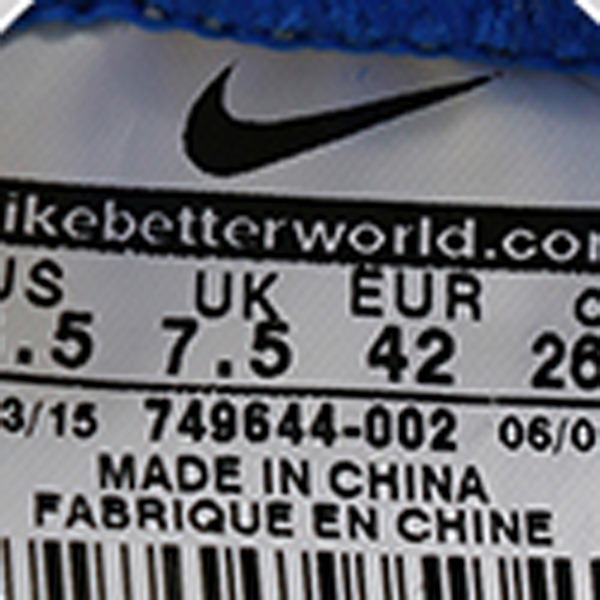 ikebetterworld.co
US UK EUR C
.5 7.5 42 26
3/15 749644-002 06/0
MADE IN CHINA
FABRIQUE EN CHINE